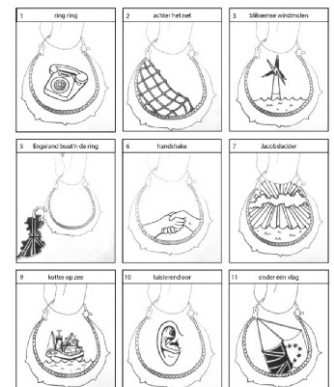 1 ring ring
2 achter het net
3 bliksemse windmolen
5 Engeland buut'n de ring
6 handshake
7 Jacobsladder
9 kotter op zee
10 luisterend oor
11 onder één vlag